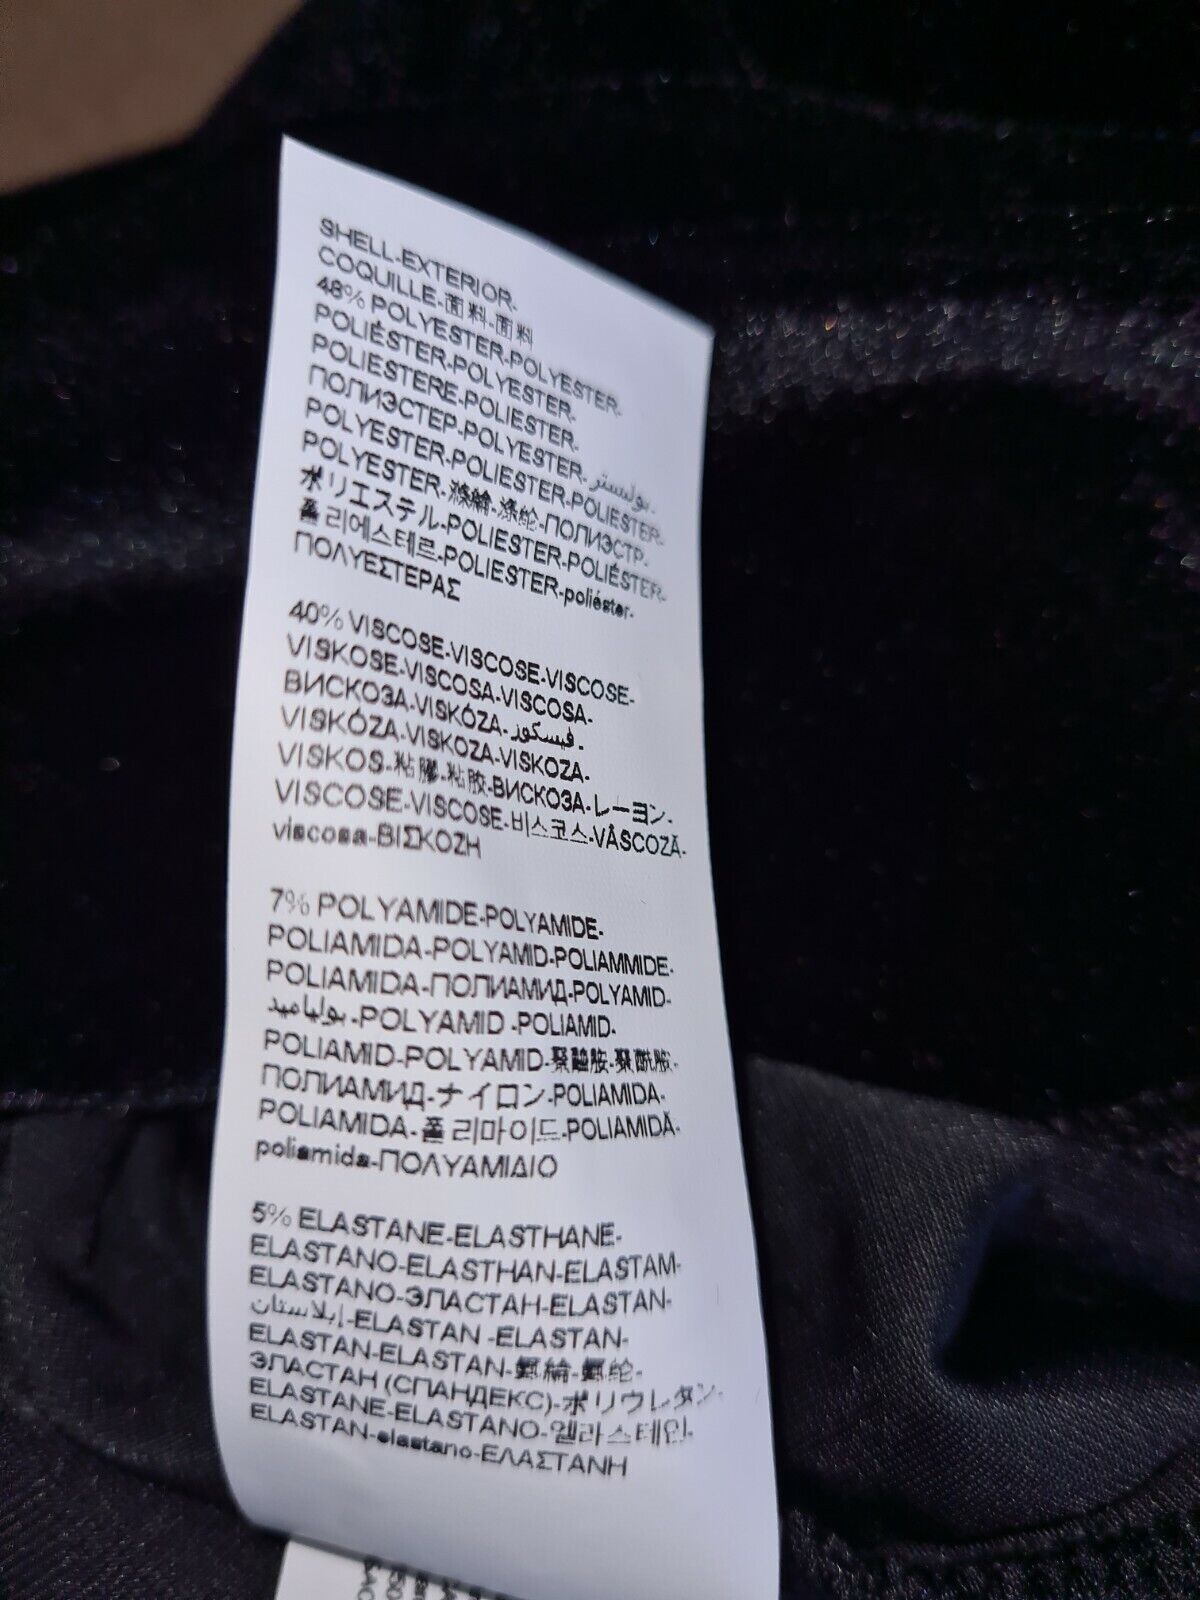 SHELL-EXTERIOR-
COQUILLE-面料-面料
48% POLYESTER-POLYESTER-
POLIÉSTER-POLYESTER-
POLIESTERE-POLIESTER-
ПОЛИЭСТЕР-POLYESTER-بوليستر-
POLYESTER-POLIESTER-POLIESTER-
POLYESTER-滌綸-涤纶-ПОЛИЭСТР-
ポリエステル-POLIESTER-POLIÉSTER-
폴리에스테르-POLIESTER-poliéster-
ΠΟΛΥΕΣΤΕΡΑΣ
40% VISCOSE-VISCOSE-VISCOSE-
VISKOSE-VISCOSA-VISCOSA-
ВИСКОЗА-VISKÓZA-فيسكوز-
VISKÓZA-VISKOZA-VISKOZA-
VISKOS-粘膠-粘胶-ВИСКОЗА-レーヨン-
VISCOSE-VISCOSE-비스코스-VÂSCOZĂ-
viscosa-ΒΙΣΚΟΖΗ
7% POLYAMIDE-POLYAMIDE-
POLIAMIDA-POLYAMID-POLIAMMIDE-
POLIAMIDA-ПОЛИАМИД-POLYAMID-
بولياميد-POLYAMID -POLIAMID-
POLIAMID-POLYAMID-聚醯胺-聚酰胺-
ПОЛИАМИД-ナイロン-POLIAMIDA-
POLIAMIDA-폴리마이드-POLIAMIDĂ-
poliamida-ΠΟΛΥΑΜΙΔΙΟ
5% ELASTANE-ELASTHANE-
ELASTANO-ELASTHAN-ELASTAM-
ELASTANO-ЭЛАСТАН-ELASTAN-
إيلاستان-ELASTAN -ELASTAN-
ELASTAN-ELASTAN-氨綸-氨纶-
ЭЛАСТАН (СПАНДЕКС)-ポリウレタン-
ELASTANE-ELASTANO-엘라스테인-
ELASTAN-elastano-ΕΛΑΣΤΑΝΗ